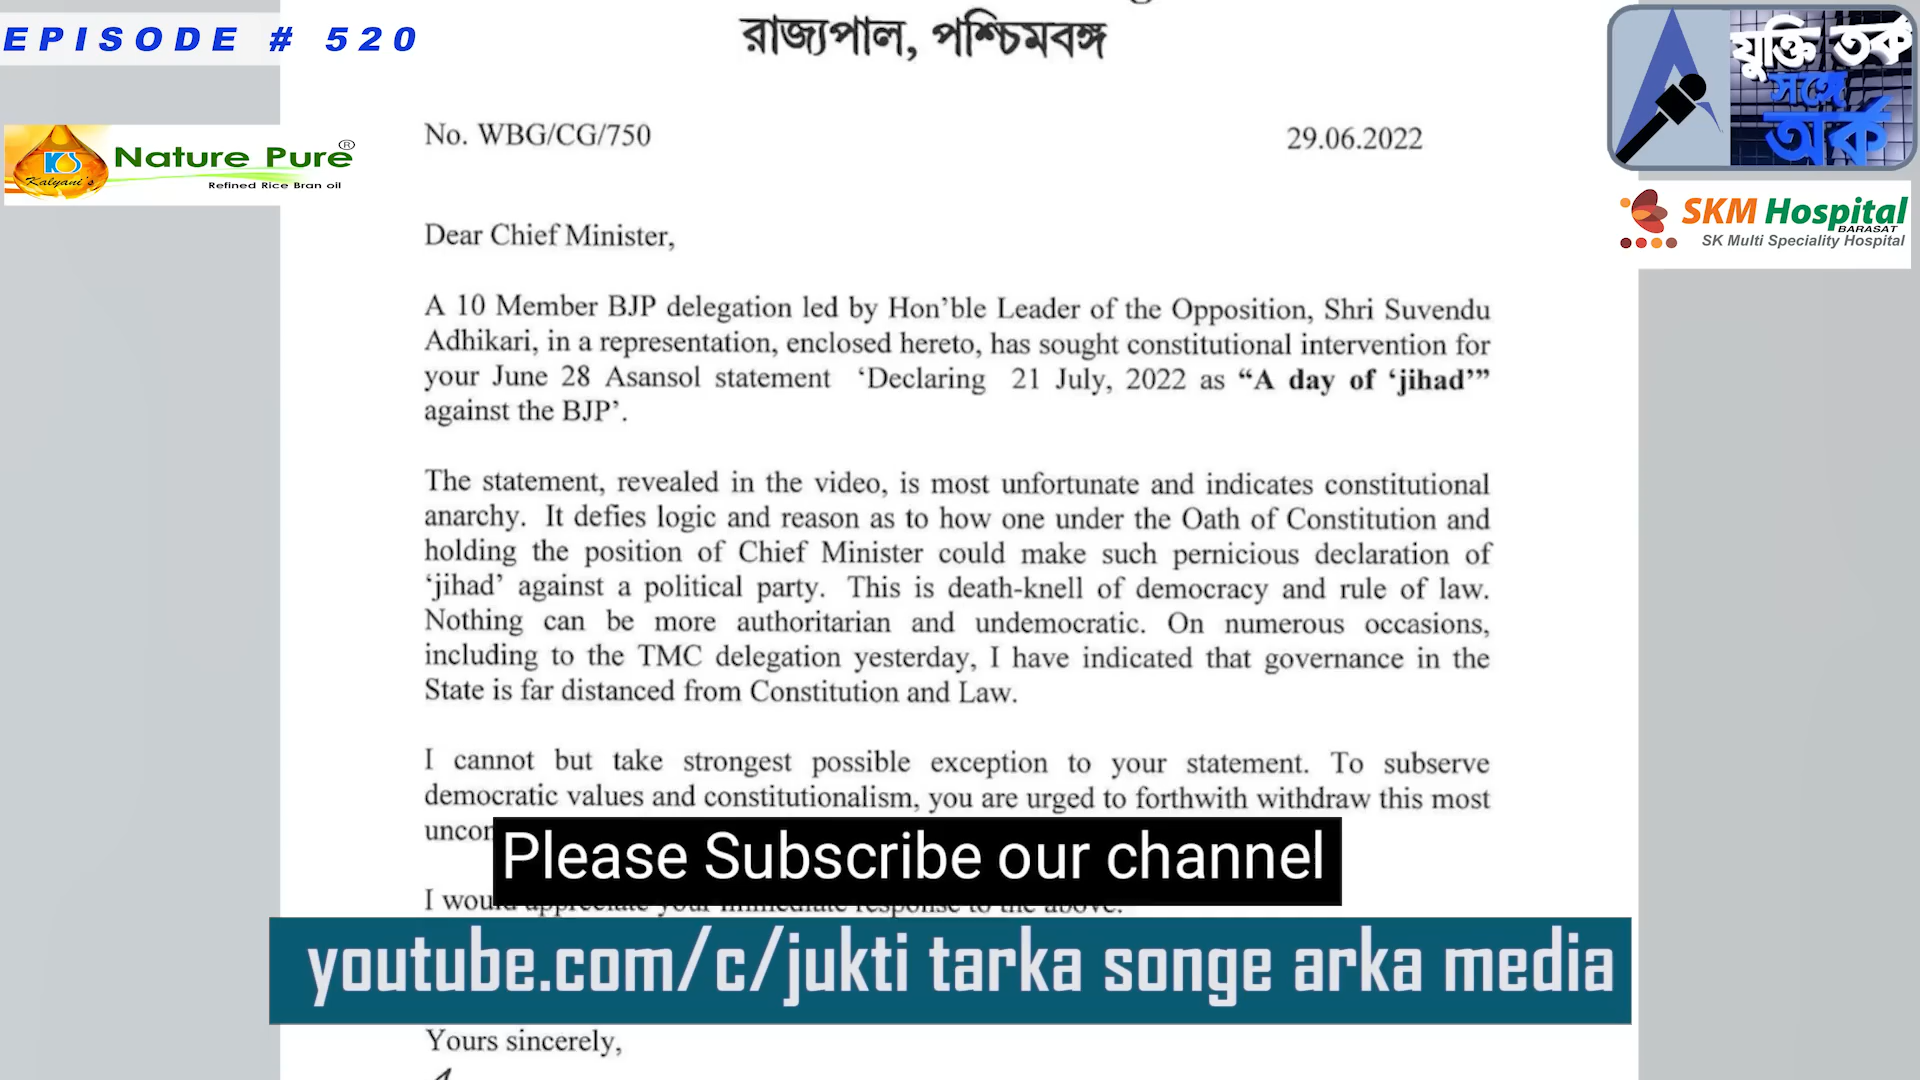 EPISODE # 520
রাজ্যপাল, পশ্চিমবঙ্গ
যুক্তি তর্ক
সঙ্গে
অর্ক
Kalyani's
Nature Pure®
Refined Rice Bran oil
SKM Hospital
BARASAT
SK Multi Speciality Hospital
No. WBG/CG/750
29.06.2022
Dear Chief Minister,
A 10 Member BJP delegation led by Hon'ble Leader of the Opposition, Shri Suvendu
Adhikari, in a representation, enclosed hereto, has sought constitutional intervention for
your June 28 Asansol statement 'Declaring 21 July, 2022 as "A day of 'jihad'"
against the BJP'.
The statement, revealed in the video, is most unfortunate and indicates constitutional
anarchy. It defies logic and reason as to how one under the Oath of Constitution and
holding the position of Chief Minister could make such pernicious declaration of
'jihad' against a political party. This is death-knell of democracy and rule of law.
Nothing can be more authoritarian and undemocratic. On numerous occasions,
including to the TMC delegation yesterday, I have indicated that governance in the
State is far distanced from Constitution and Law.
I cannot but take strongest possible exception to your statement. To subserve
democratic values and constitutionalism, you are urged to forthwith withdraw this most
Please Subscribe our channel
I would appreciate your immediate response to the above.
youtube.com/c/jukti tarka songe arka media
Yours sincerely,